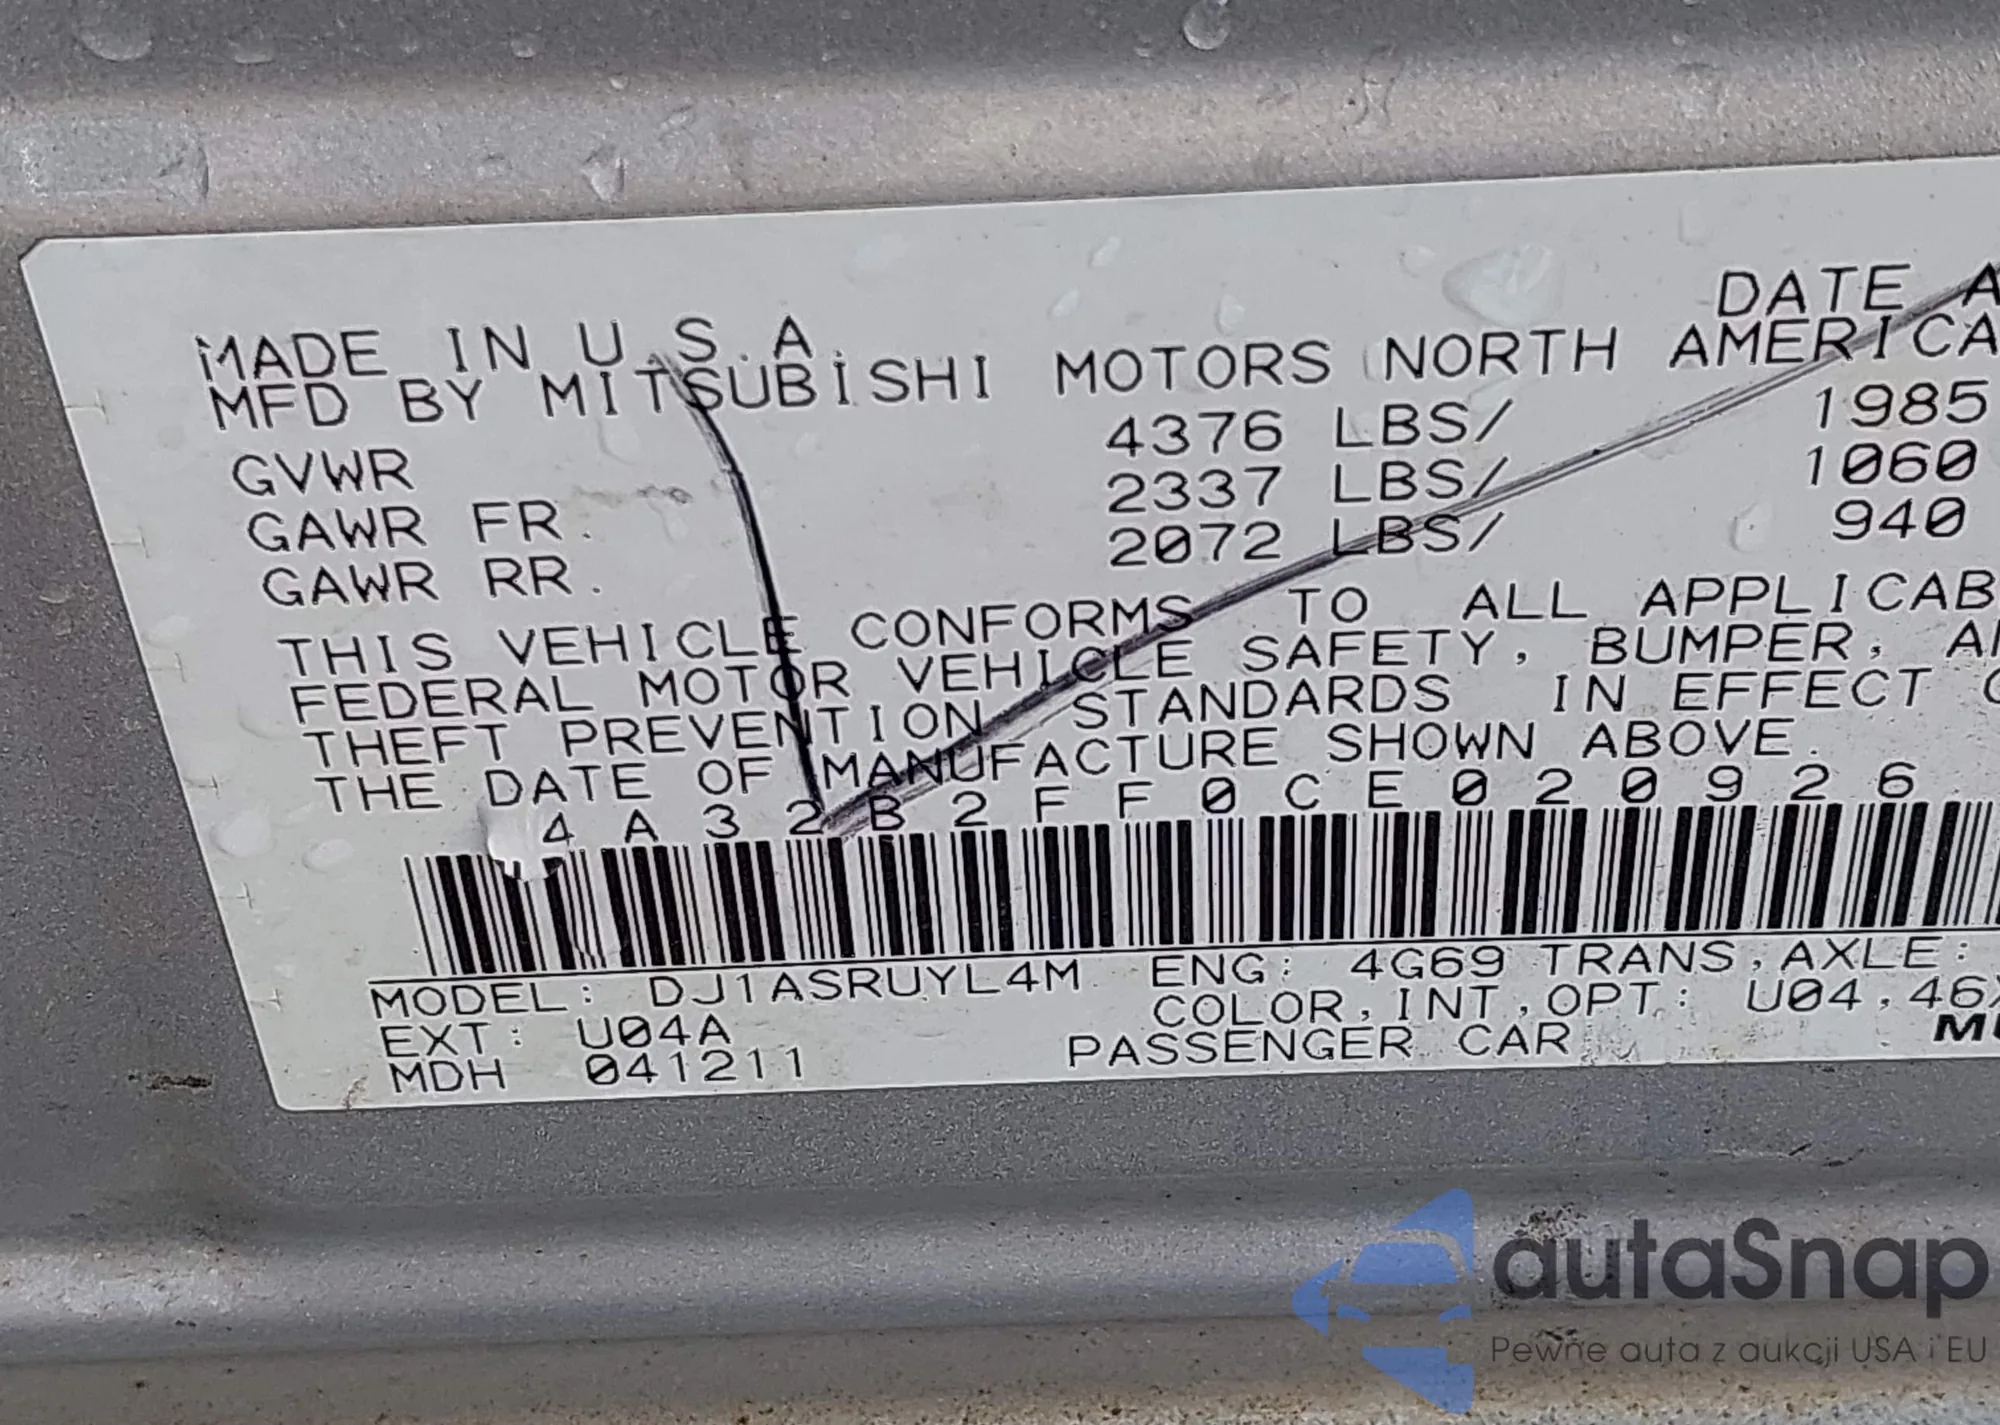 DATE
MADE IN U.S.A.
MFD BY MITSUBISHI MOTORS NORTH AMERICA
GVWR 4376 LBS/ 1985
GAWR FR. 2337 LBS/ 1060
GAWR RR. 2072 LBS/ 940
THIS VEHICLE CONFORMS TO ALL APPLICAB
FEDERAL MOTOR VEHICLE SAFETY, BUMPER, AN
THEFT PREVENTION STANDARDS IN EFFECT
THE DATE OF MANUFACTURE SHOWN ABOVE.
4A32B2FF0CE020926
MODEL: DJ1ASRUYL4M ENG: 4G69 TRANS,AXLE:
EXT: U04A COLOR,INT,OPT: U04,46X
MDH 041211 PASSENGER CAR
autaSnap
Pewne auta z aukcji USA i EU